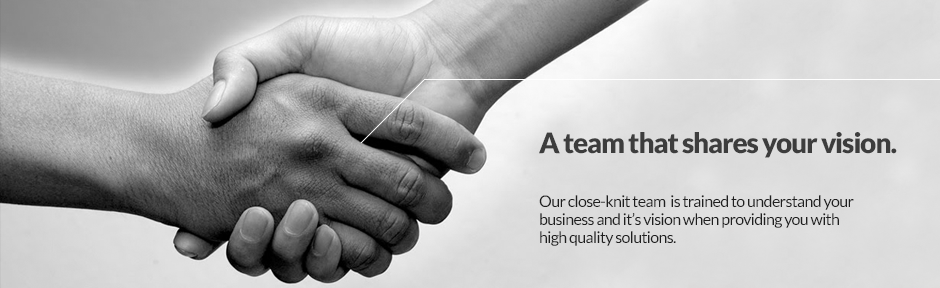 A team that shares your vision.
Our close-knit team is trained to understand your
business and it's vision when providing you with
high quality solutions.